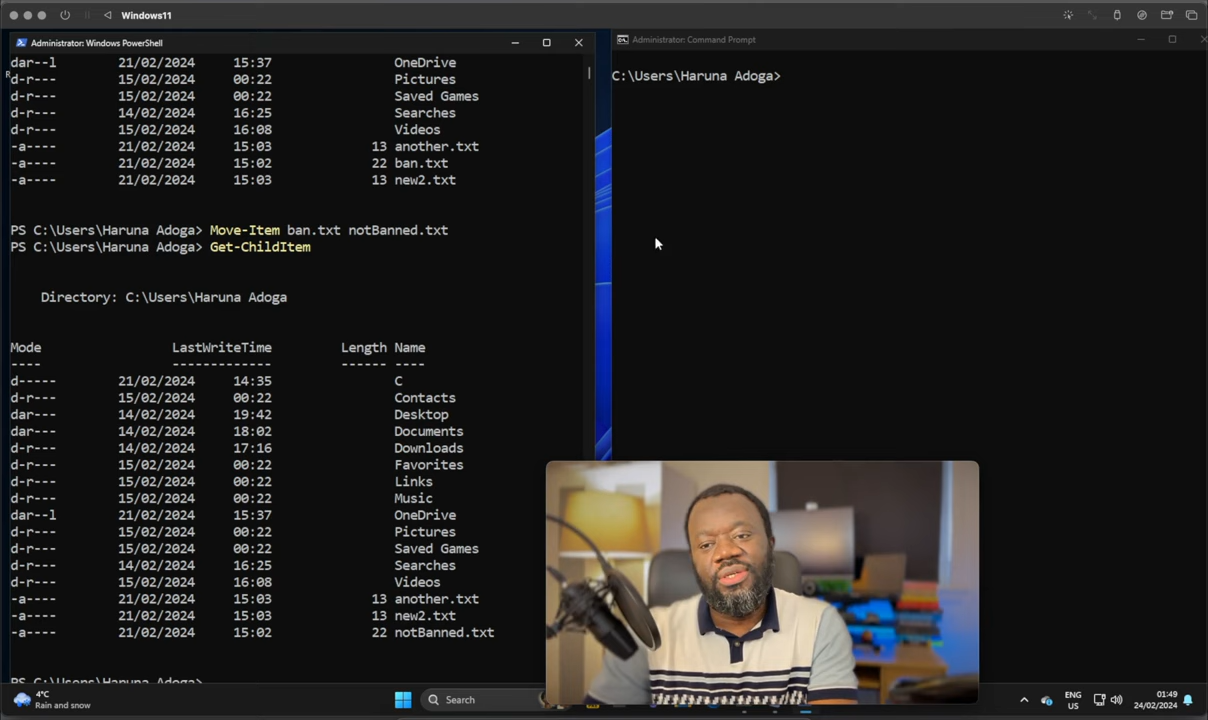 Windows11
Administrator: Windows PowerShell
dar--l 21/02/2024 15:37 OneDrive
d-r--- 15/02/2024 00:22 Pictures
d-r--- 15/02/2024 00:22 Saved Games
d-r--- 14/02/2024 16:25 Searches
d-r--- 15/02/2024 16:08 Videos
-a---- 21/02/2024 15:03 13 another.txt
-a---- 21/02/2024 15:02 22 ban.txt
-a---- 21/02/2024 15:03 13 new2.txt
PS C:\Users\Haruna Adoga> Move-Item ban.txt notBanned.txt
PS C:\Users\Haruna Adoga> Get-ChildItem
Directory: C:\Users\Haruna Adoga
Mode LastWriteTime Length Name
---- ------------- ------ ----
d----- 21/02/2024 14:35 C
d-r--- 15/02/2024 00:22 Contacts
dar--- 14/02/2024 19:42 Desktop
dar--- 14/02/2024 18:02 Documents
d-r--- 14/02/2024 17:16 Downloads
d-r--- 15/02/2024 00:22 Favorites
d-r--- 15/02/2024 00:22 Links
d-r--- 15/02/2024 00:22 Music
dar--l 21/02/2024 15:37 OneDrive
d-r--- 15/02/2024 00:22 Pictures
d-r--- 15/02/2024 00:22 Saved Games
d-r--- 14/02/2024 16:25 Searches
d-r--- 15/02/2024 16:08 Videos
-a---- 21/02/2024 15:03 13 another.txt
-a---- 21/02/2024 15:03 13 new2.txt
-a---- 21/02/2024 15:02 22 notBanned.txt
PS C:\Users\Haruna Adoga>
Administrator: Command Prompt
C:\Users\Haruna Adoga>
4°C
Rain and snow
Search
ENG
US
01:49
24/02/2024